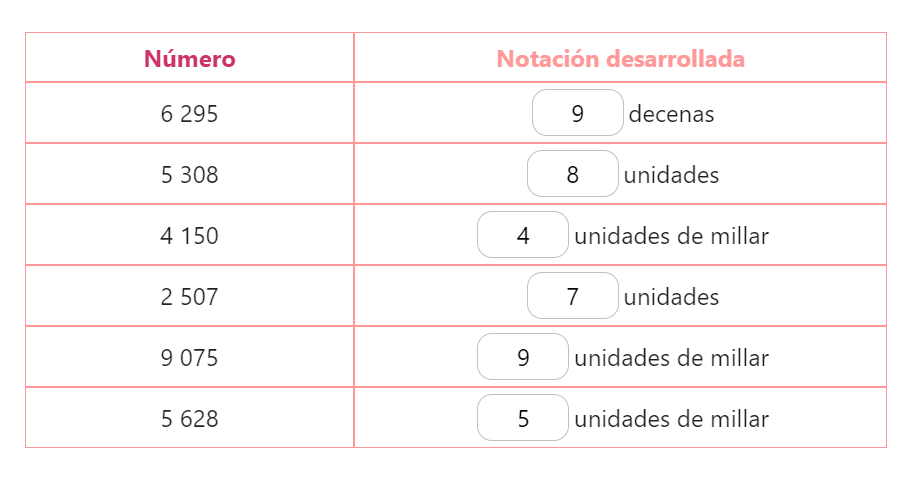 Número Notación desarrollada
6 295 9 decenas
5 308 8 unidades
4 150 4 unidades de millar
2 507 7 unidades
9 075 9 unidades de millar
5 628 5 unidades de millar